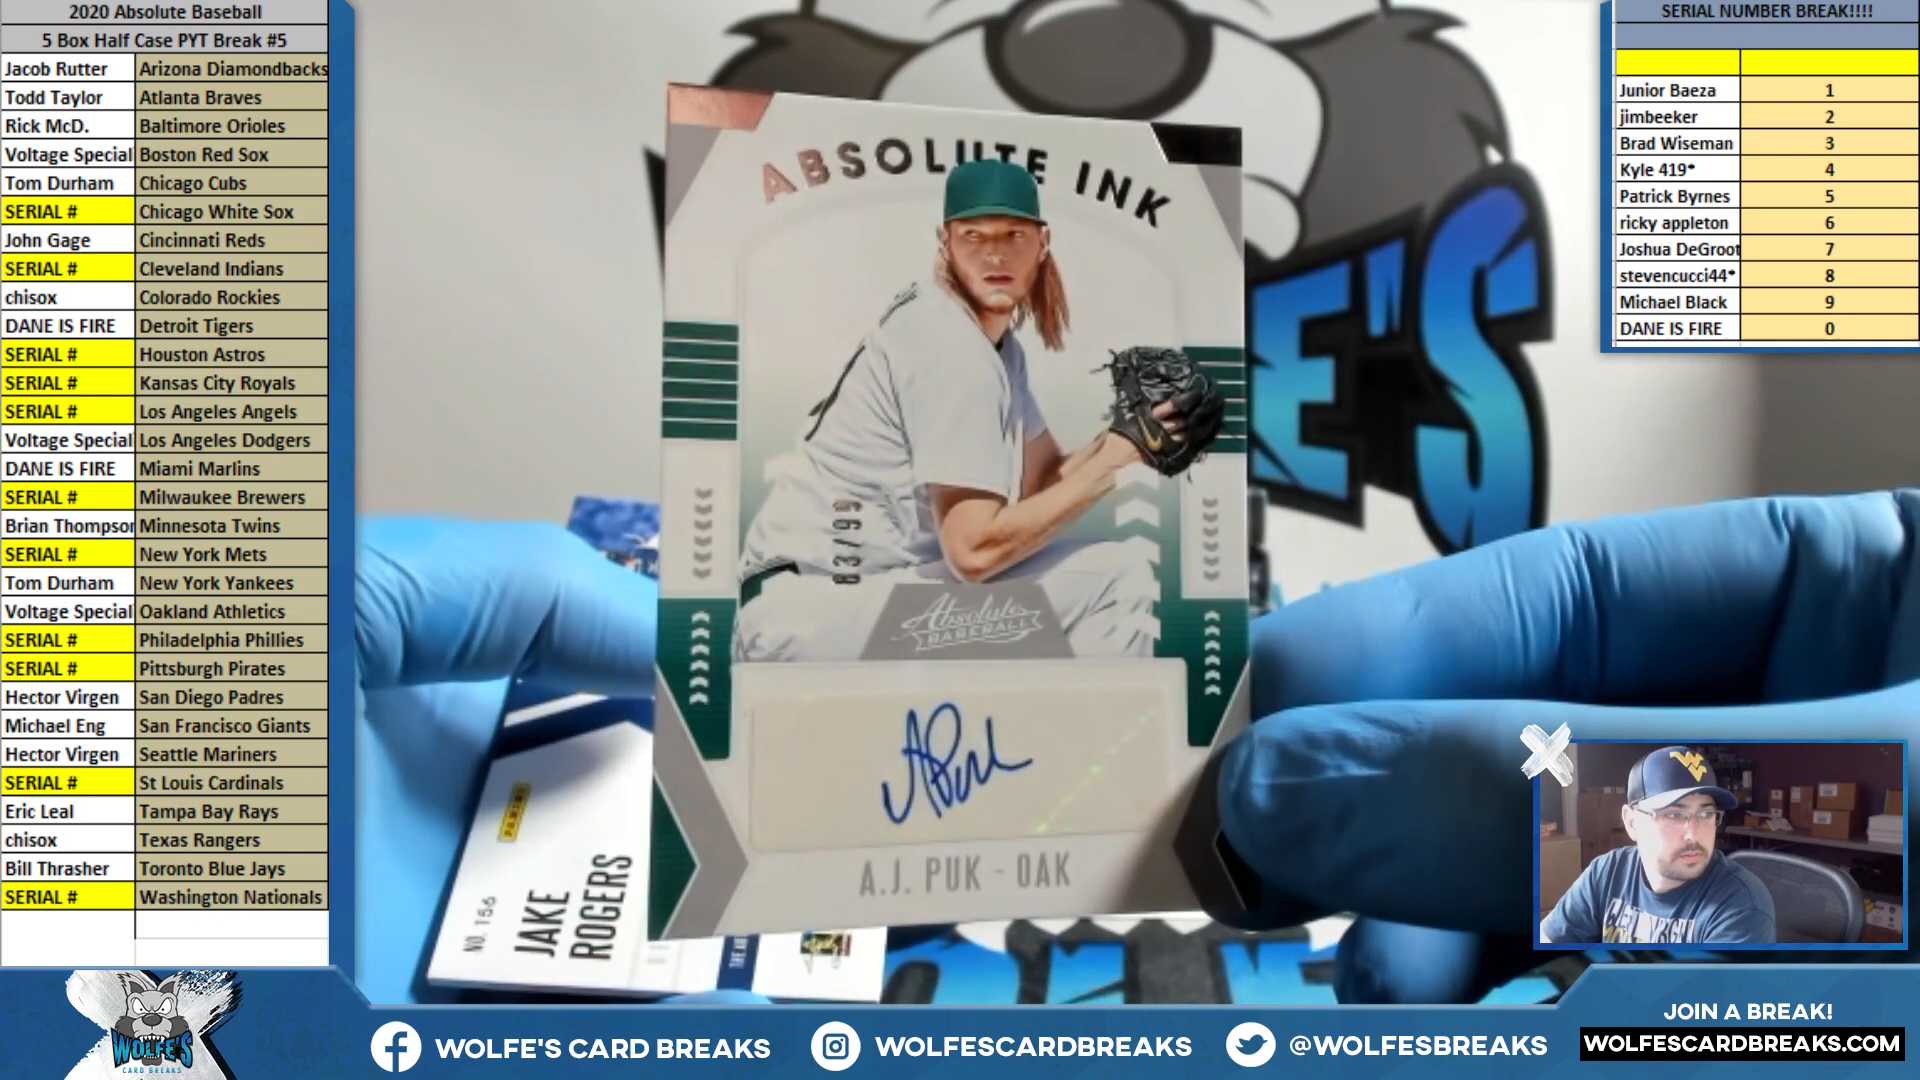 2020 Absolute Baseball
5 Box Half Case PYT Break #5
Jacob Rutter Arizona Diamondbacks
Todd Taylor Atlanta Braves
Rick McD. Baltimore Orioles
Voltage Special Boston Red Sox
Tom Durham Chicago Cubs
SERIAL # Chicago White Sox
John Gage Cincinnati Reds
SERIAL # Cleveland Indians
chisox Colorado Rockies
DANE IS FIRE Detroit Tigers
SERIAL # Houston Astros
SERIAL # Kansas City Royals
SERIAL # Los Angeles Angels
Voltage Special Los Angeles Dodgers
DANE IS FIRE Miami Marlins
SERIAL # Milwaukee Brewers
Brian Thompson Minnesota Twins
SERIAL # New York Mets
Tom Durham New York Yankees
Voltage Special Oakland Athletics
SERIAL # Philadelphia Phillies
SERIAL # Pittsburgh Pirates
Hector Virgen San Diego Padres
Michael Eng San Francisco Giants
Hector Virgen Seattle Mariners
SERIAL # St Louis Cardinals
Eric Leal Tampa Bay Rays
chisox Texas Rangers
Bill Thrasher Toronto Blue Jays
SERIAL # Washington Nationals
ABSOLUTE INK
83/99
Absolute
BASEBALL
A.J. PUK - OAK
PANINI
NO. 156
JAKE
ROGERS
WOLFE'S
SERIAL NUMBER BREAK!!!!
Junior Baeza 1
jimbeeker 2
Brad Wiseman 3
Kyle 419* 4
Patrick Byrnes 5
ricky appleton 6
Joshua DeGroot 7
stevencucci44* 8
Michael Black 9
DANE IS FIRE 0
WV
WOLFE'S
CARD BREAKS
WOLFE'S CARD BREAKS
WOLFESCARDBREAKS
@WOLFESBREAKS
JOIN A BREAK!
WOLFESCARDBREAKS.COM